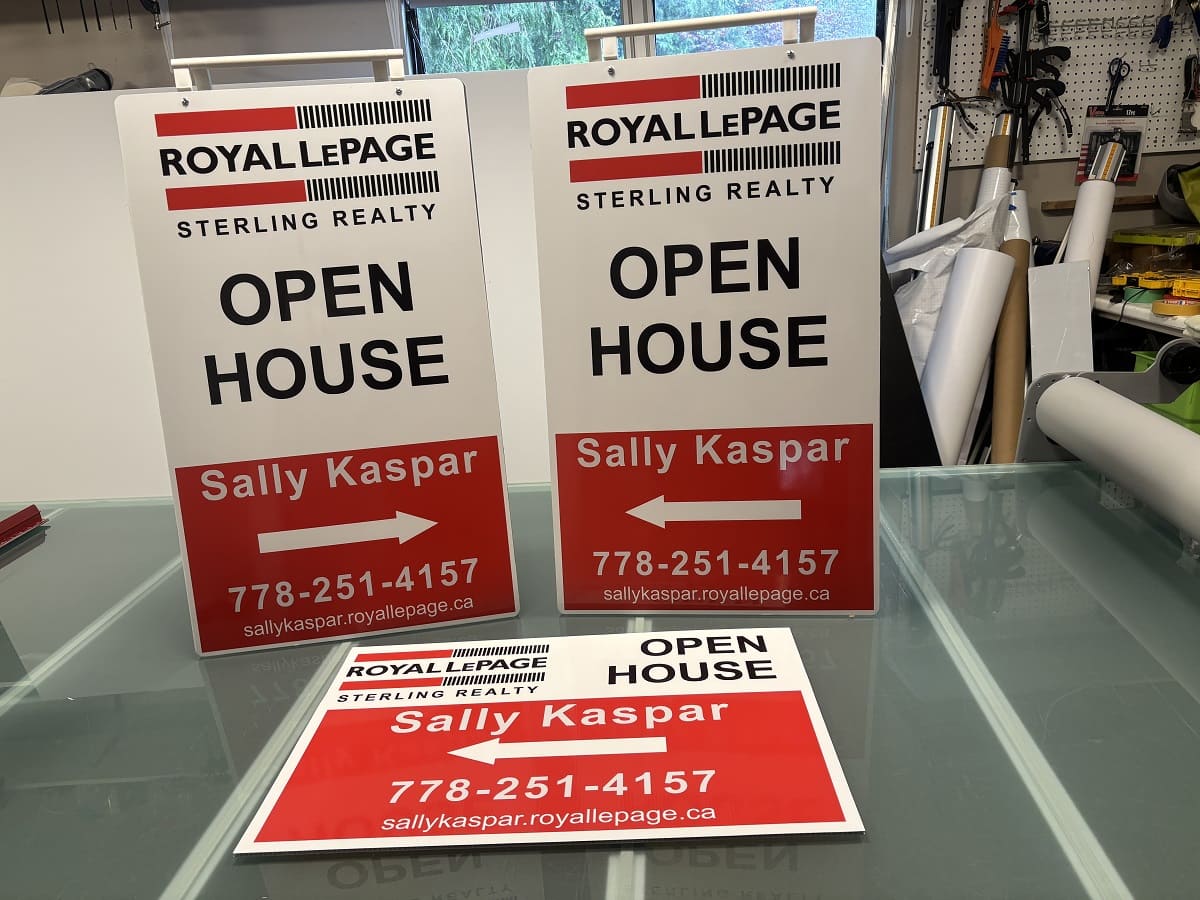 ROYAL LEPAGE
STERLING REALTY
OPEN
HOUSE
Sally Kaspar
778-251-4157
sallykaspar.royallepage.ca
ROYAL LEPAGE
STERLING REALTY
OPEN
HOUSE
Sally Kaspar
778-251-4157
sallykaspar.royallepage.ca
ROYAL LEPAGE
STERLING REALTY
OPEN
HOUSE
Sally Kaspar
778-251-4157
sallykaspar.royallepage.ca